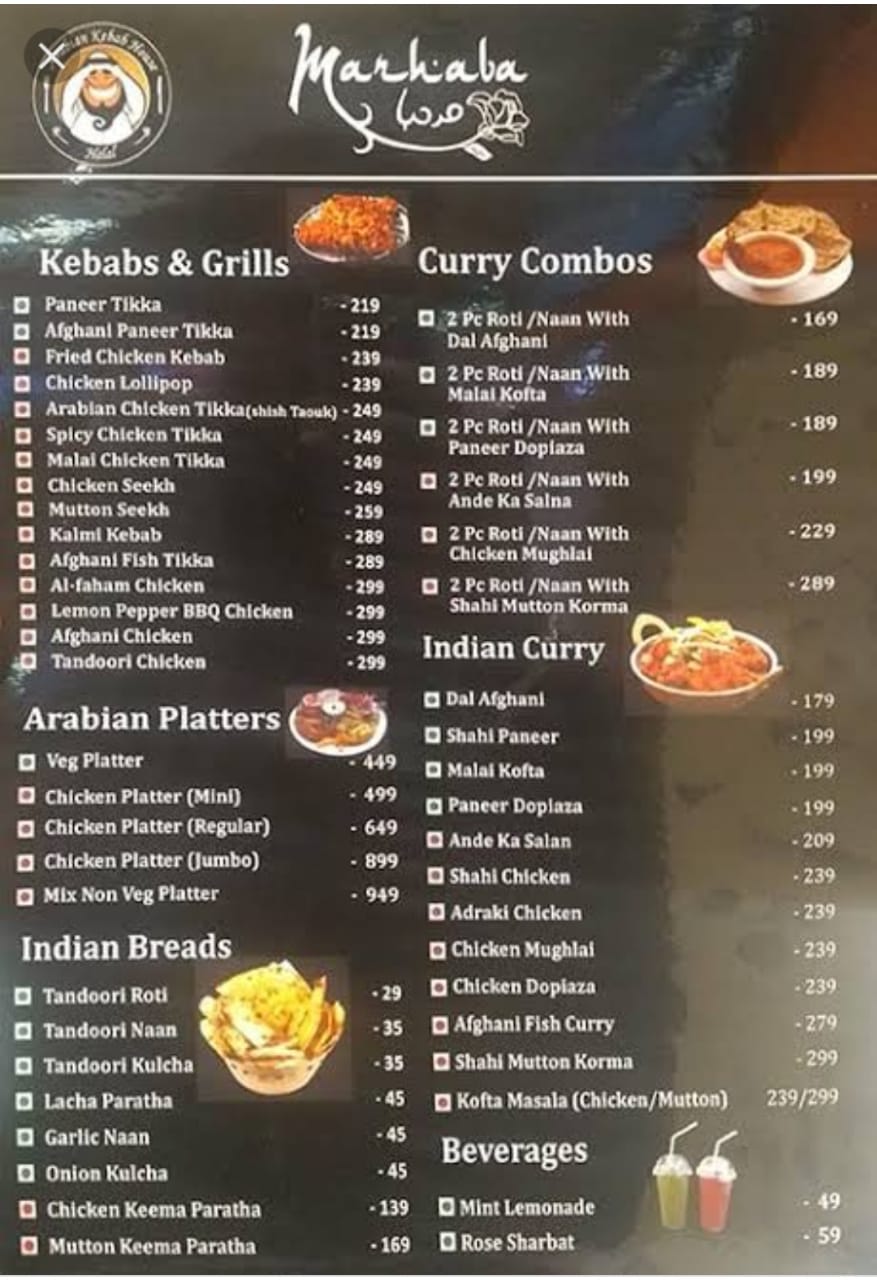 Kebab House
Halal
Marhaba
مرحبا
Kebabs & Grills
Paneer Tikka - 219
Afghani Paneer Tikka - 219
Fried Chicken Kebab - 239
Chicken Lollipop - 239
Arabian Chicken Tikka(shish Taouk) - 249
Spicy Chicken Tikka - 249
Malai Chicken Tikka - 249
Chicken Seekh - 249
Mutton Seekh - 259
Kalmi Kebab - 289
Afghani Fish Tikka - 289
Al-faham Chicken - 299
Lemon Pepper BBQ Chicken - 299
Afghani Chicken - 299
Tandoori Chicken - 299
Arabian Platters
Veg Platter - 449
Chicken Platter (Mini) - 499
Chicken Platter (Regular) - 649
Chicken Platter (Jumbo) - 899
Mix Non Veg Platter - 949
Indian Breads
Tandoori Roti - 29
Tandoori Naan - 35
Tandoori Kulcha - 35
Lacha Paratha - 45
Garlic Naan - 45
Onion Kulcha - 45
Chicken Keema Paratha - 139
Mutton Keema Paratha - 169
Curry Combos
2 Pc Roti /Naan With - 169
Dal Afghani
2 Pc Roti /Naan With - 189
Malai Kofta
2 Pc Roti /Naan With - 189
Paneer Dopiaza
2 Pc Roti /Naan With - 199
Ande Ka Salna
2 Pc Roti /Naan With - 229
Chicken Mughlai
2 Pc Roti /Naan With - 289
Shahi Mutton Korma
Indian Curry
Dal Afghani - 179
Shahi Paneer - 199
Malai Kofta - 199
Paneer Dopiaza - 199
Ande Ka Salan - 209
Shahi Chicken - 239
Adraki Chicken - 239
Chicken Mughlai - 239
Chicken Dopiaza - 239
Afghani Fish Curry - 279
Shahi Mutton Korma - 299
Kofta Masala (Chicken/Mutton) 239/299
Beverages
Mint Lemonade - 49
Rose Sharbat - 59